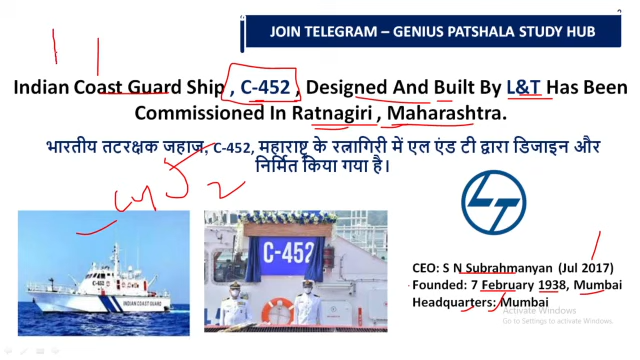 JOIN TELEGRAM – GENIUS PATSHALA STUDY HUB
Indian Coast Guard Ship , C-452 , Designed And Built By L&T Has Been
Commissioned In Ratnagiri , Maharashtra.
भारतीय तटरक्षक जहाज, C-452, महाराष्ट्र के रत्नागिरी में एल एंड टी द्वारा डिजाइन और
निर्मित किया गया है।
C-452
INDIAN COAST GUARD
CEO: S N Subrahmanyan (Jul 2017)
Founded: 7 February 1938, Mumbai
Headquarters: Mumbai
Activate Windows
Go to Settings to activate Windows.